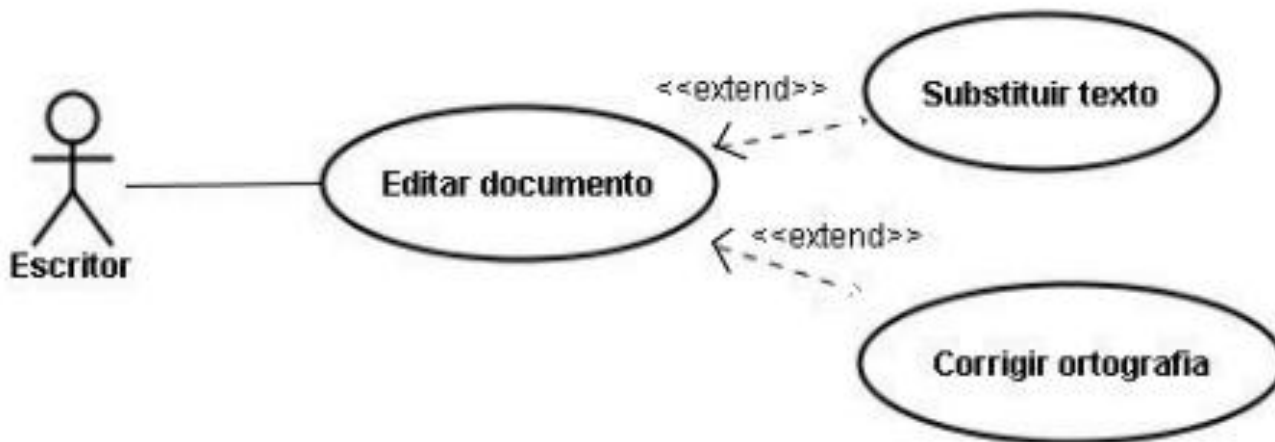 <<extend>>
Substituir texto
Editar documento
<<extend>>
Escritor
Corrigir ortografia